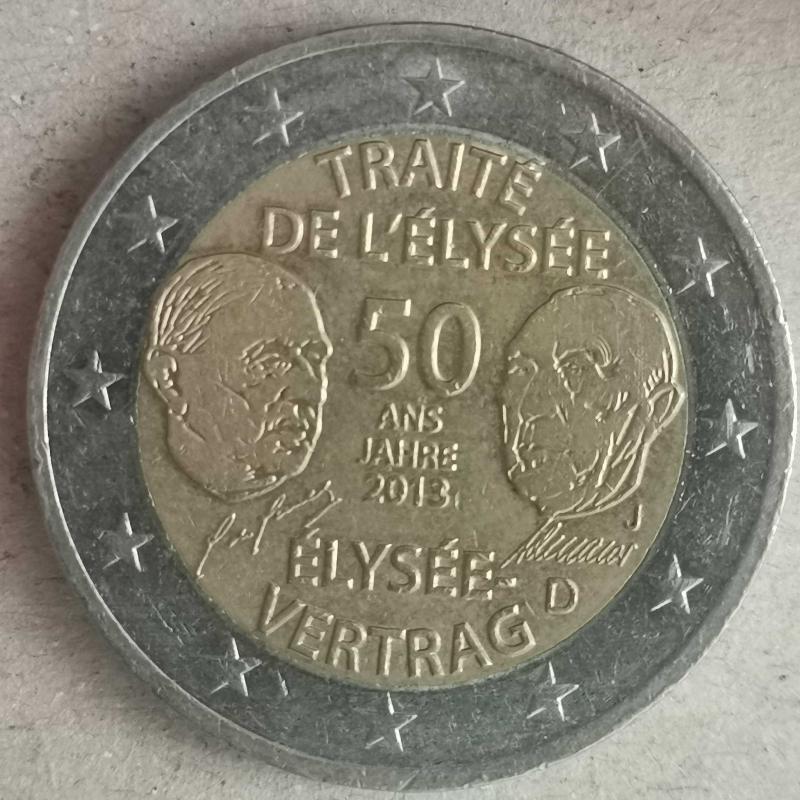 TRAITÉ
DE L'ÉLYSÉE
50
ANS
JAHRE
2013
J
ÉLYSÉE-
VERTRAG
D